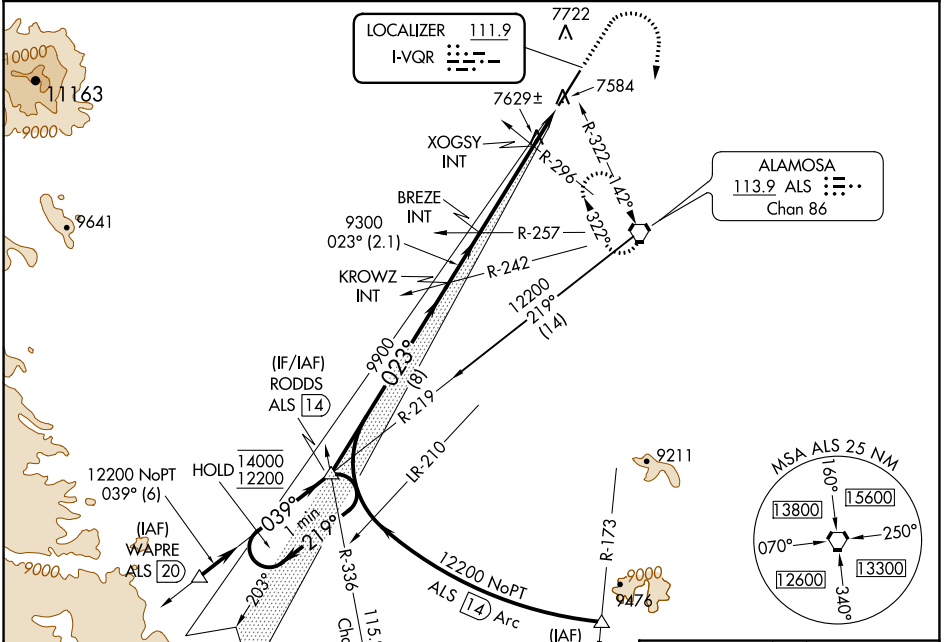 LOCALIZER 111.9
I-VQR
7722
7584
7629±
10000
11163
9000
XOGSY
INT
R-296
R-322
142°
ALAMOSA
113.9 ALS
Chan 86
9641
BREZE
INT
9300
023° (2.1)
R-257
322°
KROWZ
INT
R-242
12200
219°
(14)
9900
023°
(8)
(IF/IAF)
RODDS
ALS 14
R-219
LR-210
HOLD 14000
12200
12200 NoPT
039° (6)
039°
1 min
219°
(IAF)
WAPRE
ALS 20
9000
203°
R-336
115.
Ch
12200 NoPT
ALS 14 Arc
(IAF)
R-173
9211
9000
9476
MSA ALS 25 NM
160°
13800
15600
070°
250°
12600
13300
340°